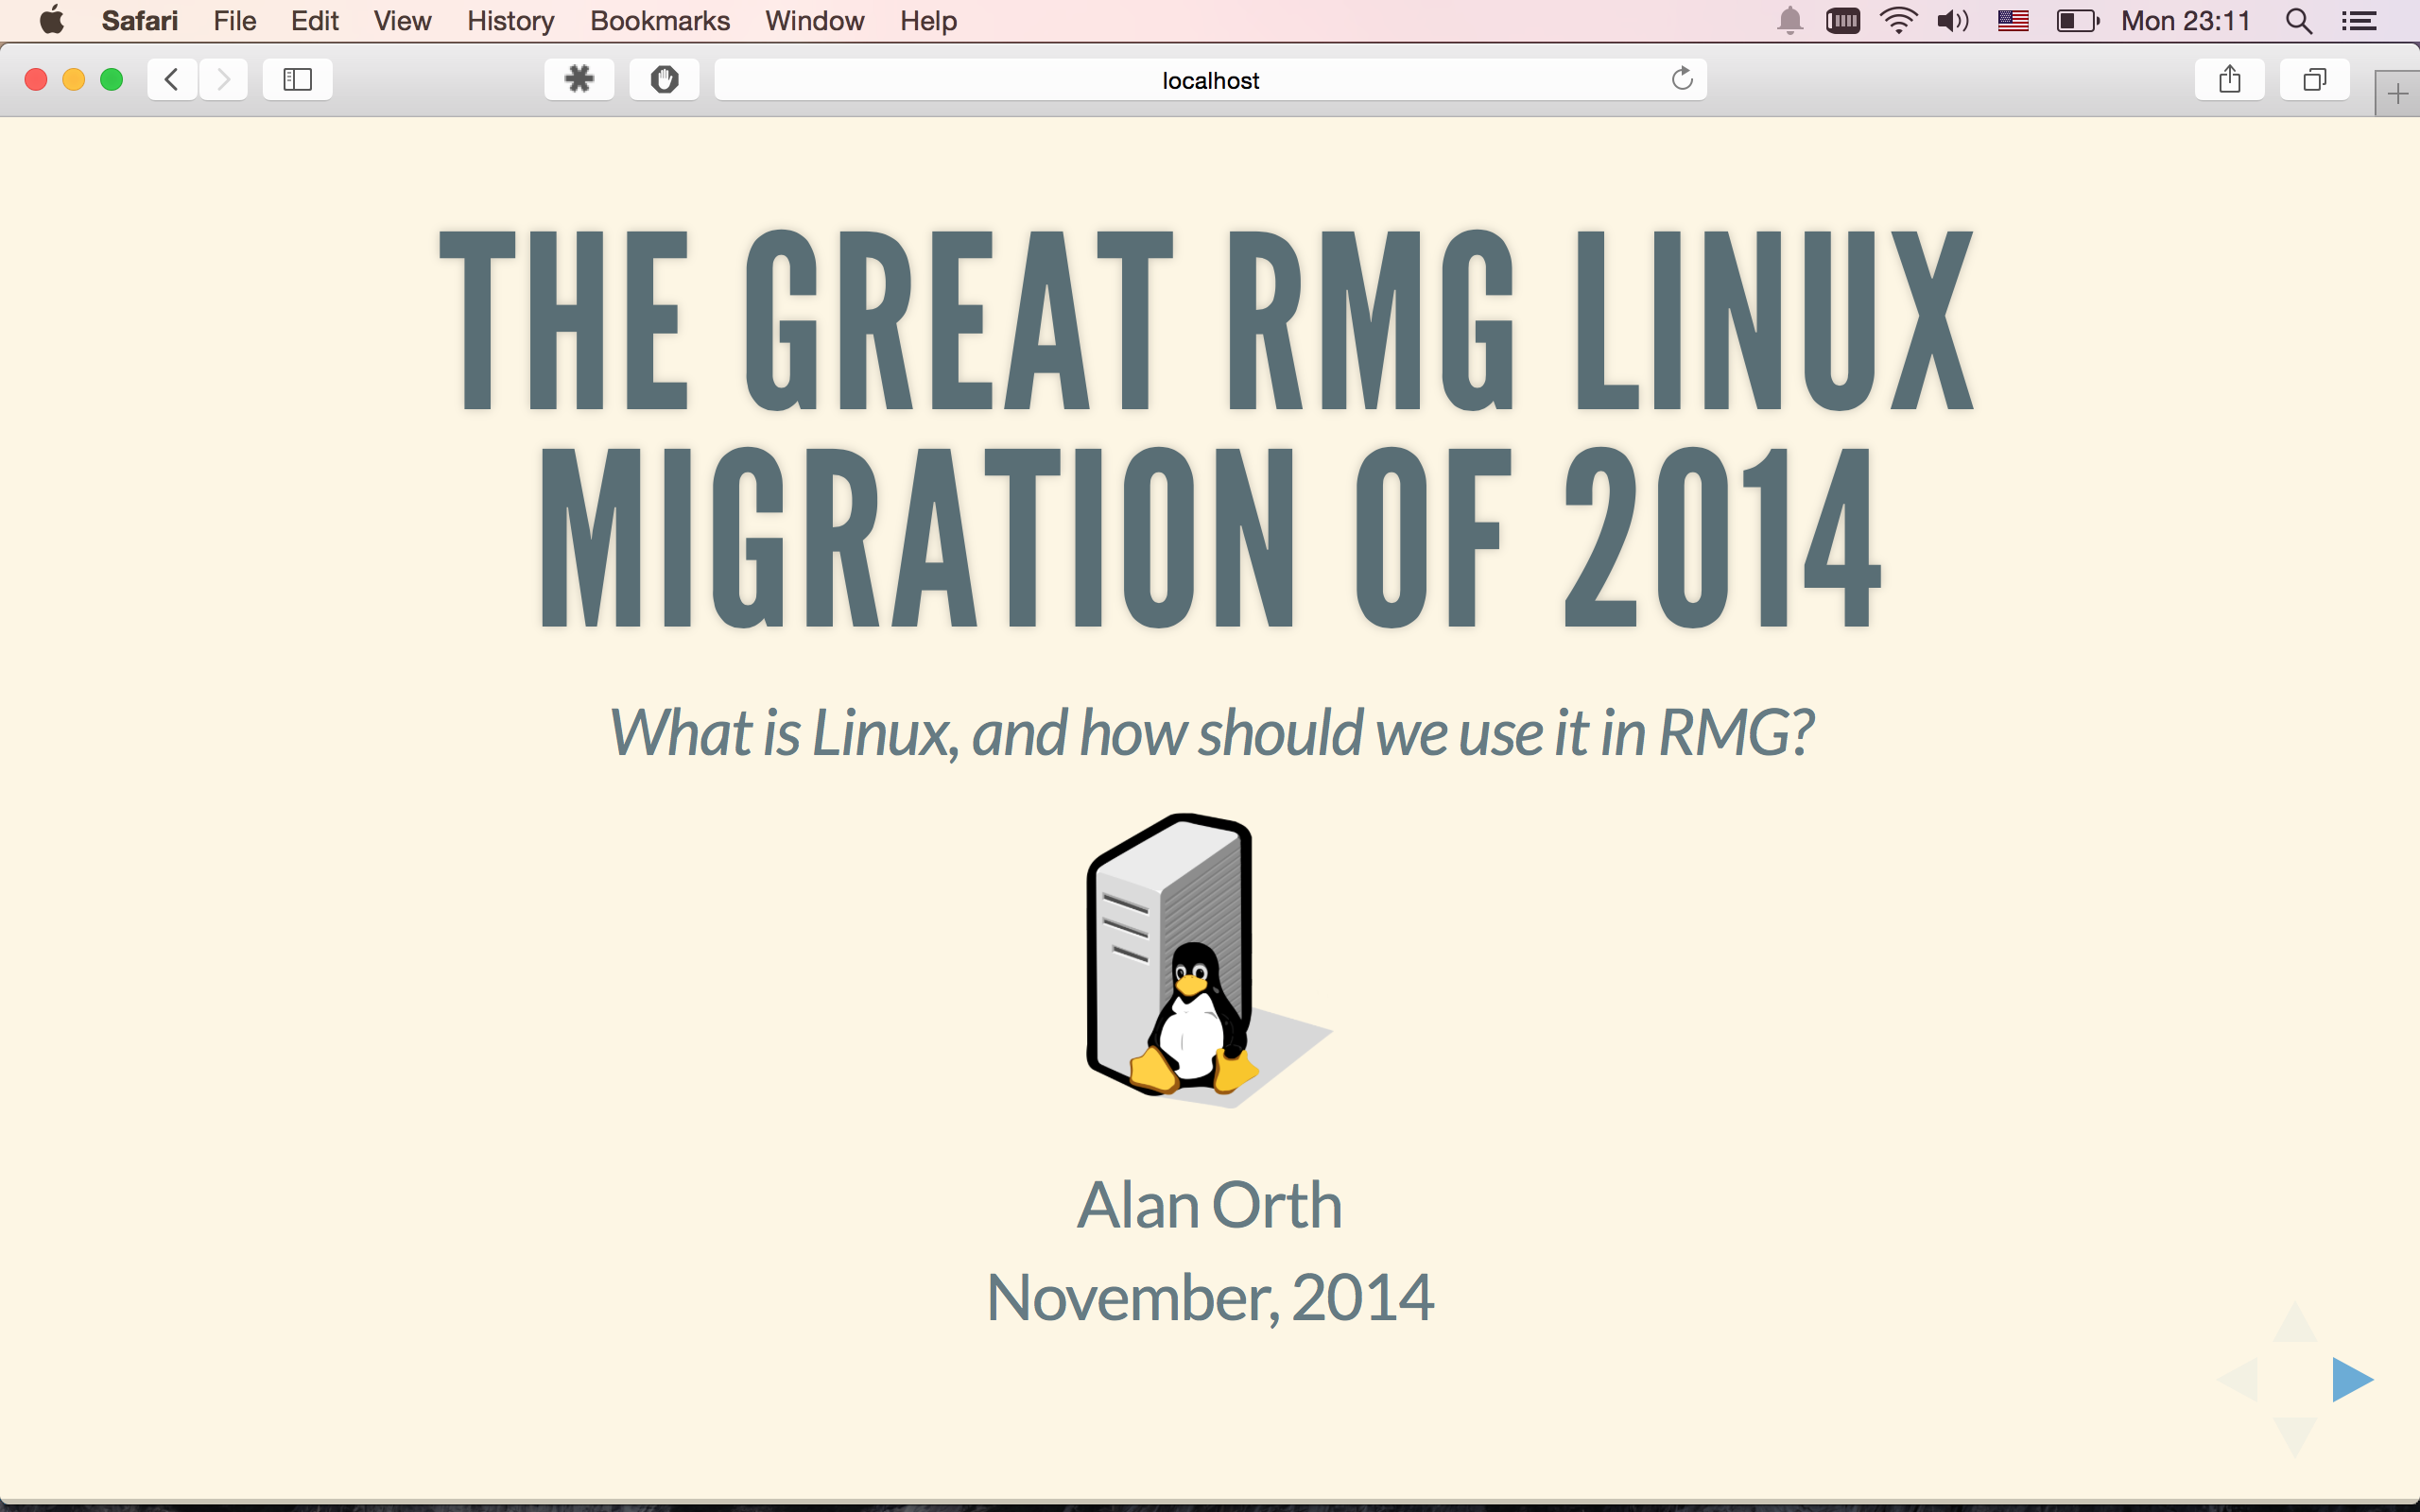 Safari File Edit View History Bookmarks Window Help Mon 23:11
localhost
THE GREAT RMG LINUX
MIGRATION OF 2014
What is Linux, and how should we use it in RMG?
Alan Orth
November, 2014